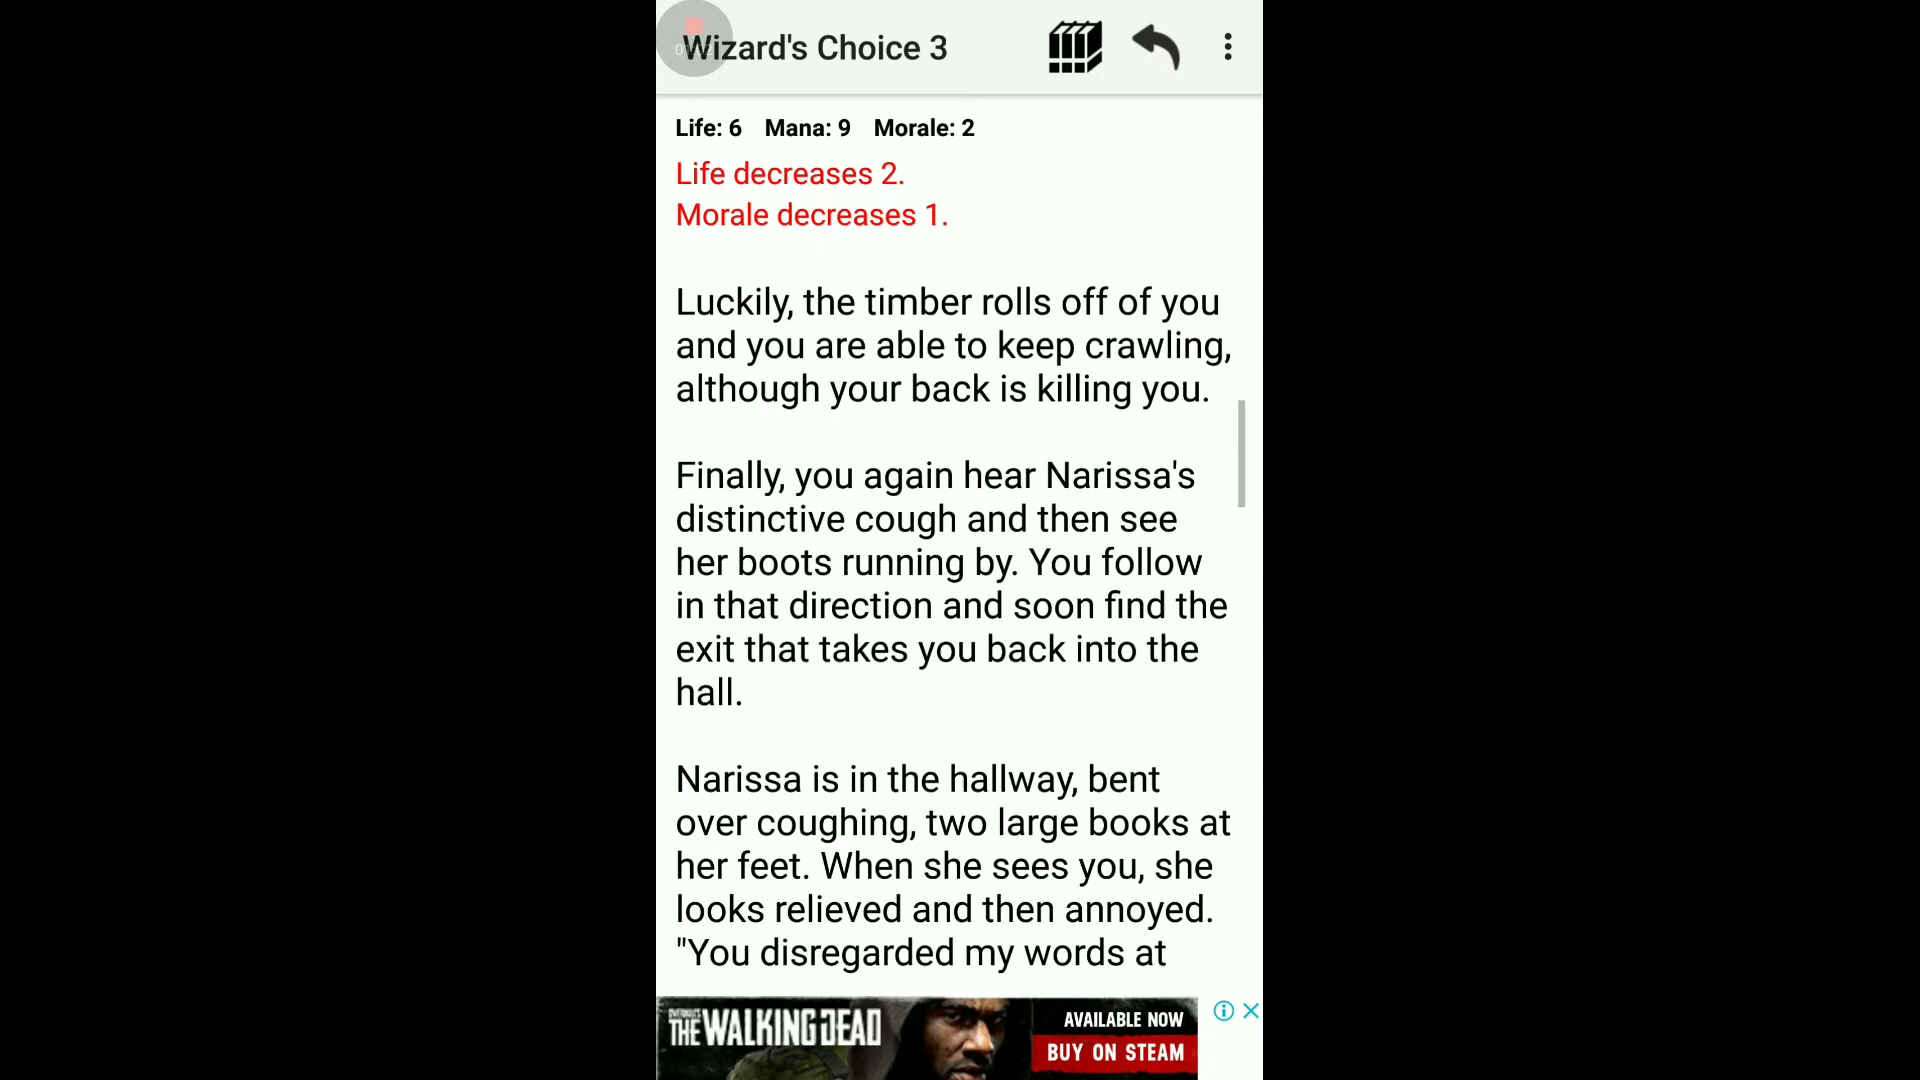 Wizard's Choice 3
Life: 6 Mana: 9 Morale: 2
Life decreases 2.
Morale decreases 1.
Luckily, the timber rolls off of you
and you are able to keep crawling,
although your back is killing you.
Finally, you again hear Narissa's
distinctive cough and then see
her boots running by. You follow
in that direction and soon find the
exit that takes you back into the
hall.
Narissa is in the hallway, bent
over coughing, two large books at
her feet. When she sees you, she
looks relieved and then annoyed.
"You disregarded my words at
OVERKILL'S
THE WALKING DEAD
AVAILABLE NOW
BUY ON STEAM